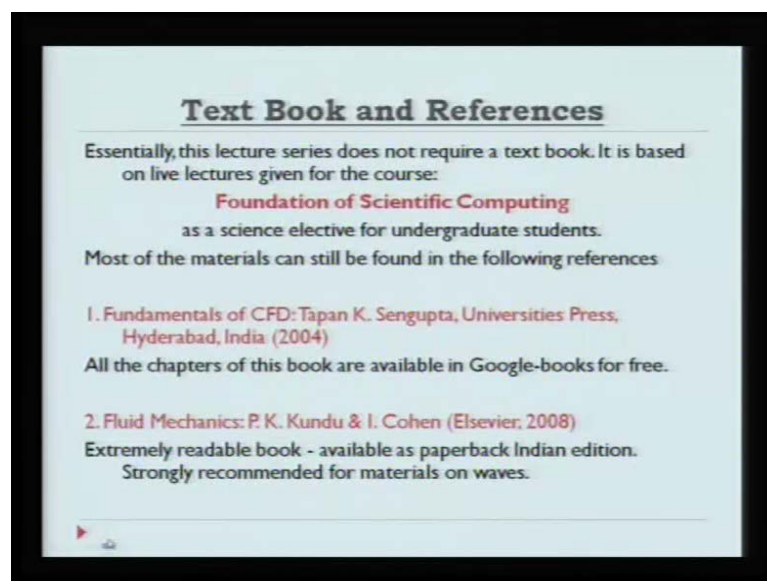 Text Book and References
Essentially, this lecture series does not require a text book. It is based
on live lectures given for the course:
Foundation of Scientific Computing
as a science elective for undergraduate students.
Most of the materials can still be found in the following references
1. Fundamentals of CFD: Tapan K. Sengupta, Universities Press,
Hyderabad, India (2004)
All the chapters of this book are available in Google-books for free.
2. Fluid Mechanics: P. K. Kundu & I. Cohen (Elsevier, 2008)
Extremely readable book - available as paperback Indian edition.
Strongly recommended for materials on waves.